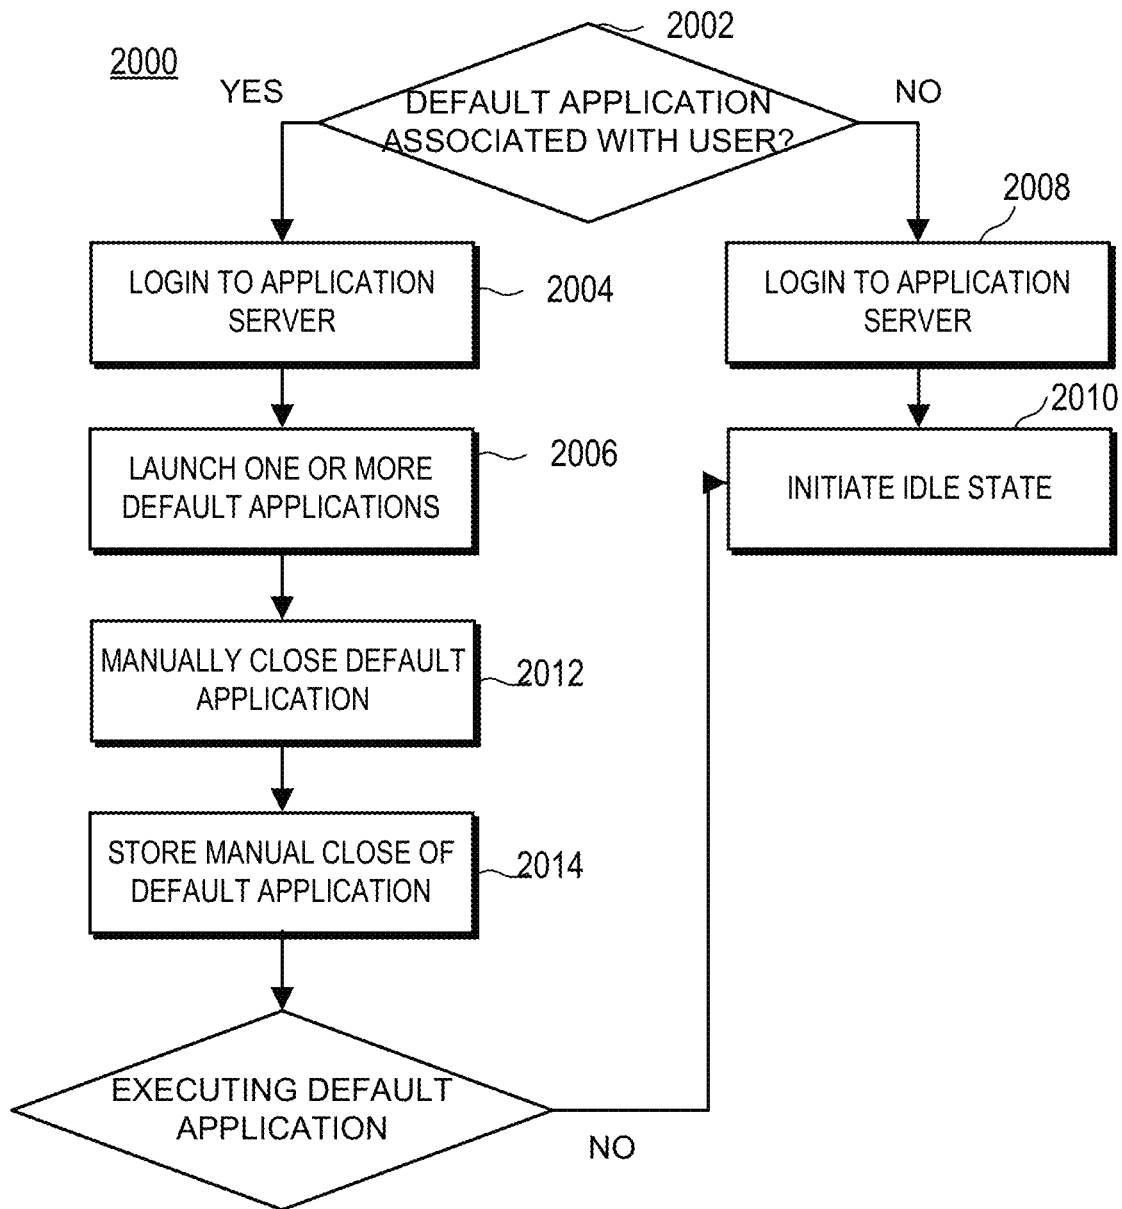 2000
2002
YES
DEFAULT APPLICATION
ASSOCIATED WITH USER?
NO
LOGIN TO APPLICATION
SERVER
2004
2008
LOGIN TO APPLICATION
SERVER
LAUNCH ONE OR MORE
DEFAULT APPLICATIONS
2006
2010
INITIATE IDLE STATE
MANUALLY CLOSE DEFAULT
APPLICATION
2012
STORE MANUAL CLOSE OF
DEFAULT APPLICATION
2014
EXECUTING DEFAULT
APPLICATION
NO